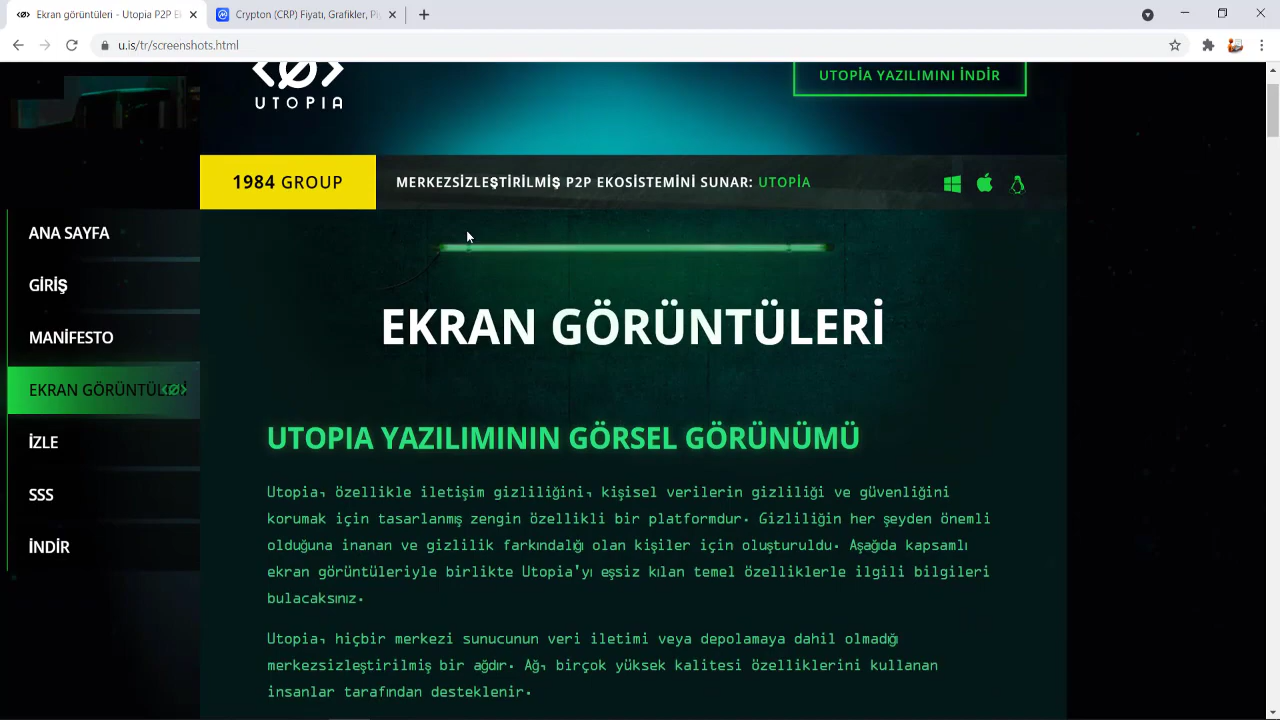 Ekran görüntüleri - Utopia P2P E
Crypton (CRP) Fiyatı, Grafikler, P
u.is/tr/screenshots.html
UTOPIA
UTOPİA YAZILIMINI İNDİR
1984 GROUP
MERKEZSİZLEŞTİRİLMİŞ P2P EKOSİSTEMİNİ SUNAR: UTOPİA
ANA SAYFA
GİRİŞ
MANİFESTO
EKRAN GÖRÜNTÜLERİ
İZLE
SSS
İNDİR
EKRAN GÖRÜNTÜLERİ
UTOPIA YAZILIMININ GÖRSEL GÖRÜNÜMÜ
Utopia, özellikle iletişim gizliliğini, kişisel verilerin gizliliği ve güvenliğini
korumak için tasarlanmış zengin özellikli bir platformdur. Gizliliğin her şeyden önemli
olduğuna inanan ve gizlilik farkındalığı olan kişiler için oluşturuldu. Aşağıda kapsamlı
ekran görüntüleriyle birlikte Utopia'yı eşsiz kılan temel özelliklerle ilgili bilgileri
bulacaksınız.
Utopia, hiçbir merkezi sunucunun veri iletimi veya depolamaya dahil olmadığı
merkezsizleştirilmiş bir ağdır. Ağ, birçok yüksek kalitesi özelliklerini kullanan
insanlar tarafından desteklenir.